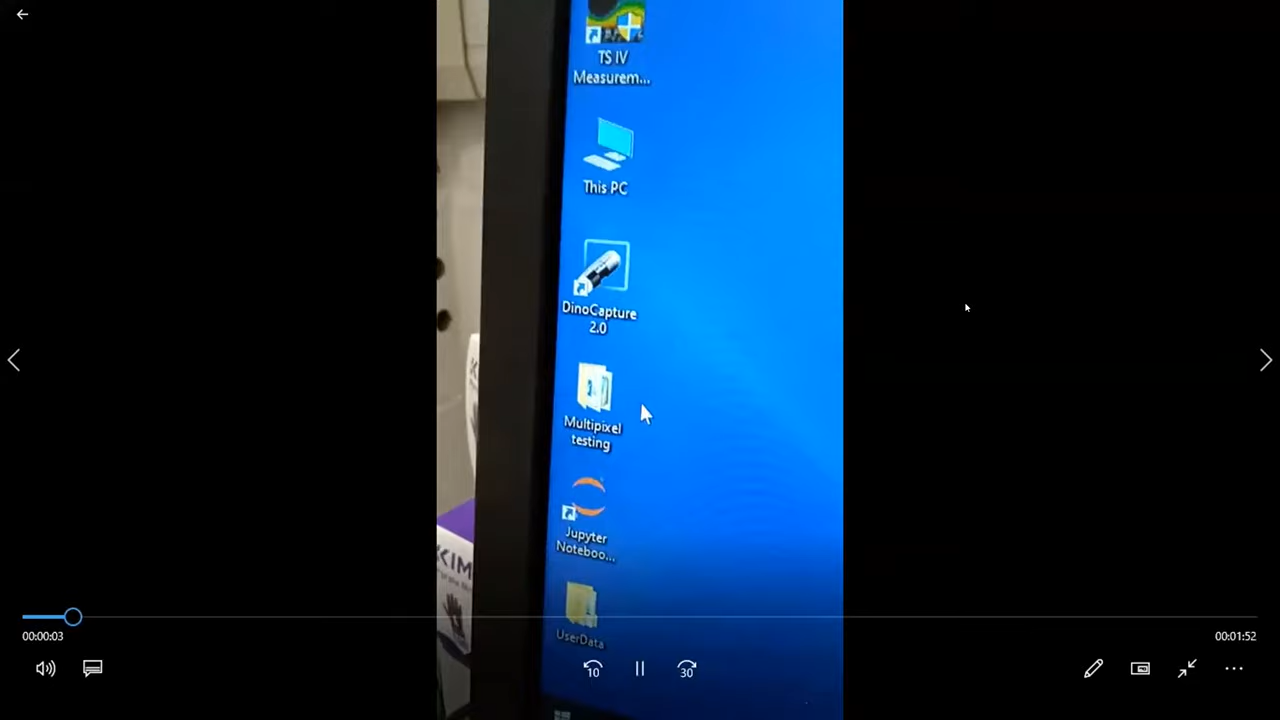 TS IV
Measurem...
This PC
DinoCapture
2.0
Multipixel
testing
Jupyter
Noteboo...
UserData
KIM
00:00:03
00:01:52
10
30